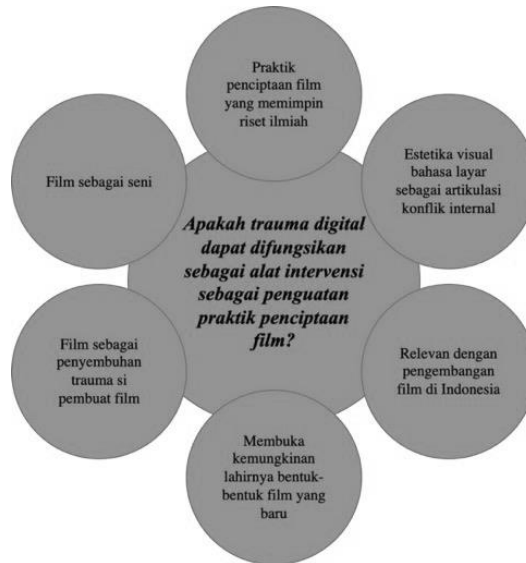 Praktik
penciptaan film
yang memimpin
riset ilmiah
Film sebagai seni
Estetika visual
bahasa layar
sebagai artikulasi
konflik internal
Apakah trauma digital
dapat difungsikan
sebagai alat intervensi
sebagai penguatan
praktik penciptaan
film?
Film sebagai
penyembuhan
trauma si
pembuat film
Relevan dengan
pengembangan
film di Indonesia
Membuka
kemungkinan
lahirnya bentuk-
bentuk film yang
baru